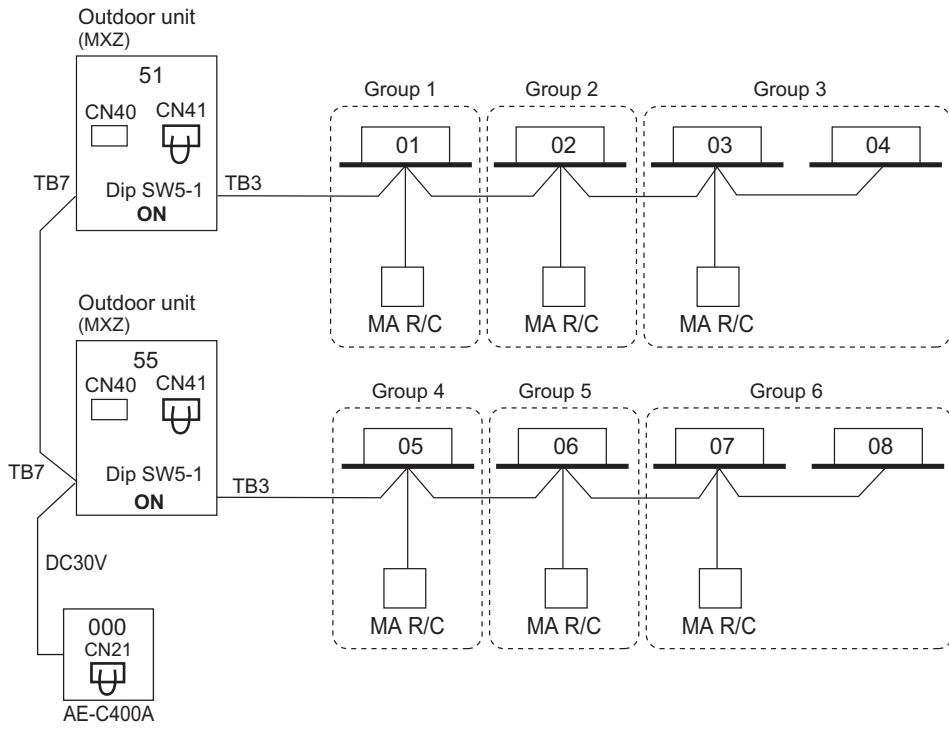 Outdoor unit
(MXZ)
51
CN40 CN41
TB7
Dip SW5-1
ON
TB3
Group 1
Group 2
Group 3
01
02
03
04
MA R/C
MA R/C
MA R/C
Outdoor unit
(MXZ)
55
CN40 CN41
TB7
Dip SW5-1
ON
TB3
Group 4
Group 5
Group 6
05
06
07
08
MA R/C
MA R/C
MA R/C
DC30V
000
CN21
AE-C400A